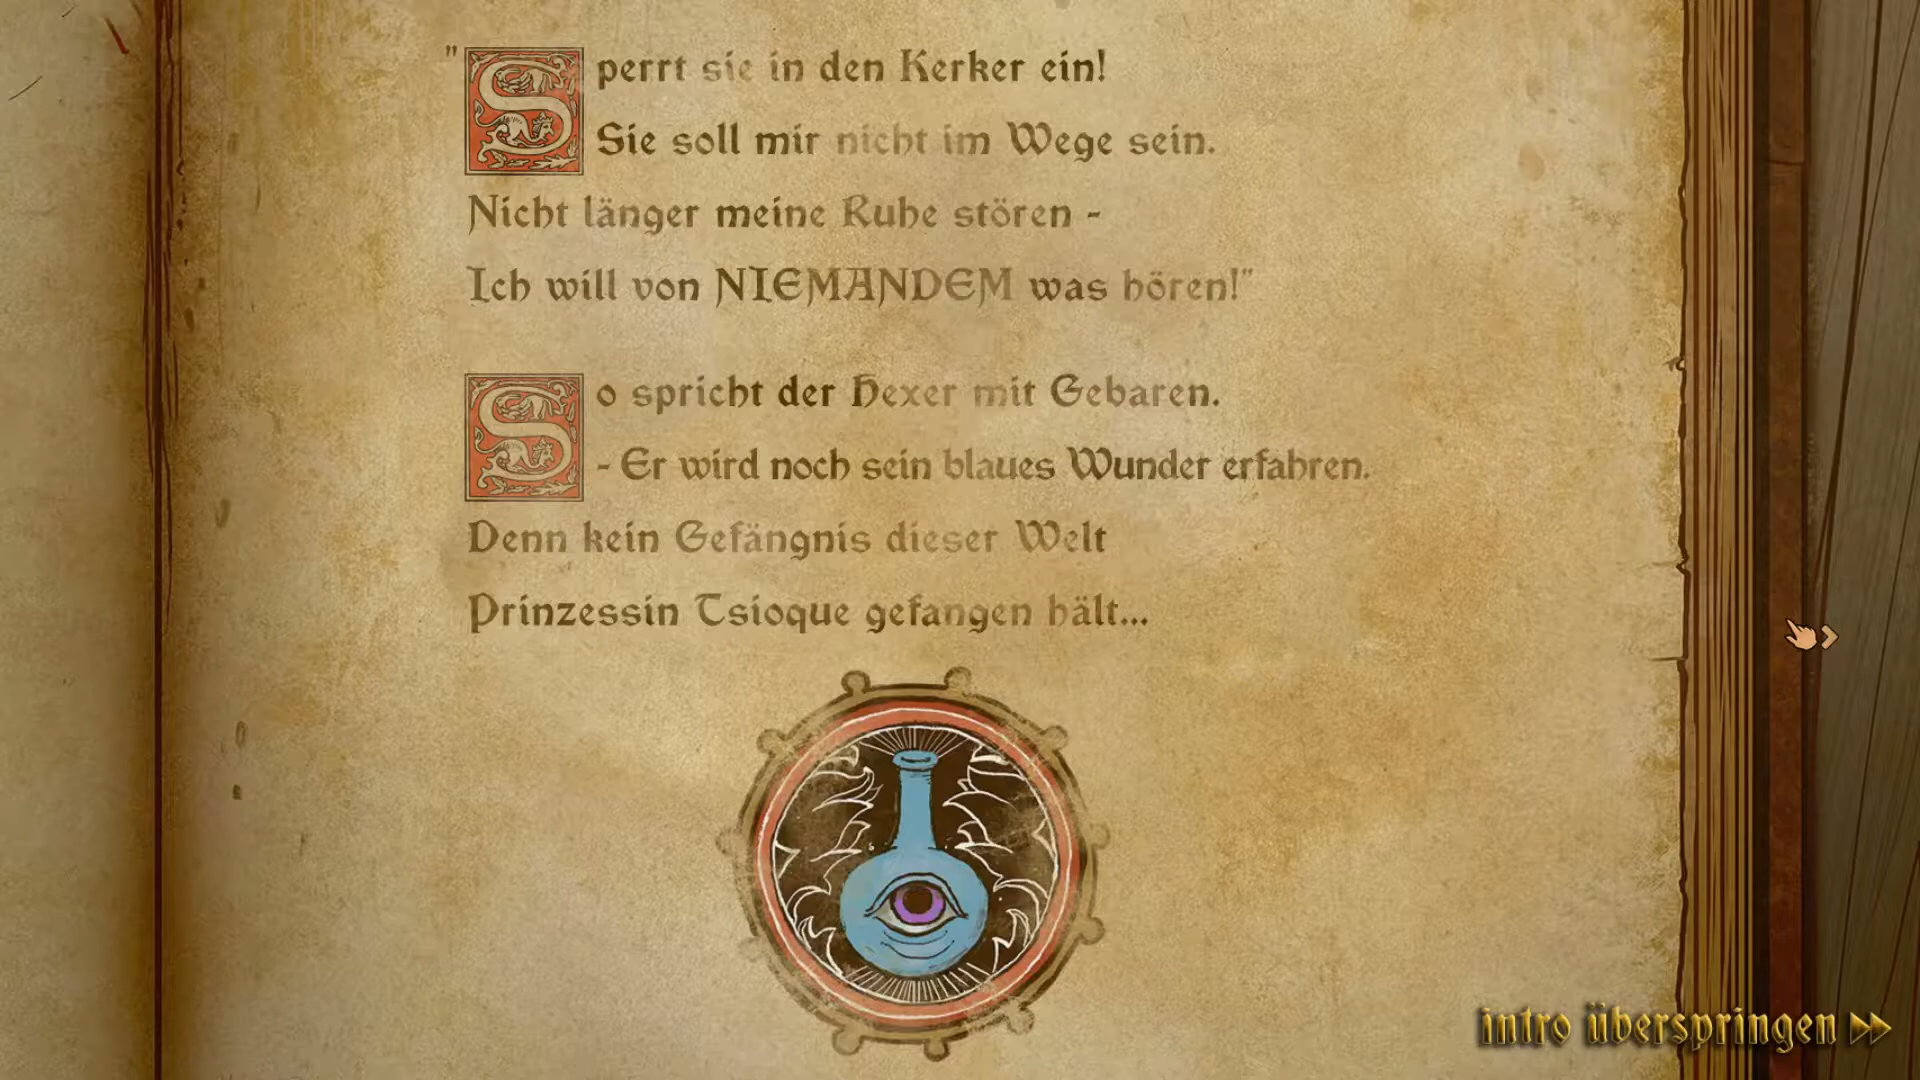 "Sperrt sie in den Kerker ein!
Sie soll mir nicht im Wege sein.
Nicht länger meine Ruhe stören -
Ich will von NIEMANDEM was hören!"
So spricht der Hexer mit Gebaren.
- Er wird noch sein blaues Wunder erfahren.
Denn kein Gefängnis dieser Welt
Prinzessin Tsioque gefangen hält...
intro überspringen